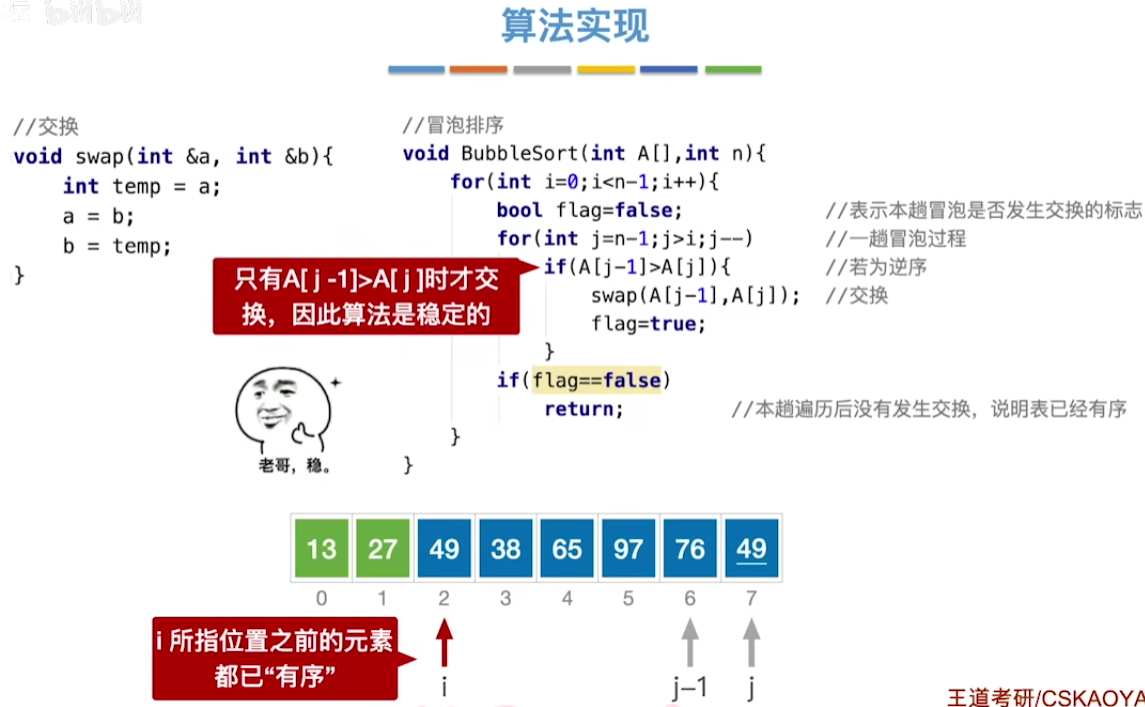 bilibili
算法实现
//交换
void swap(int &a, int &b){
int temp = a;
a = b;
b = temp;
}
//冒泡排序
void BubbleSort(int A[],int n){
for(int i=0;i<n-1;i++){
bool flag=false; //表示本趟冒泡是否发生交换的标志
for(int j=n-1;j>i;j--) //一趟冒泡过程
if(A[j-1]>A[j]){ //若为逆序
swap(A[j-1],A[j]); //交换
flag=true;
}
if(flag==false)
return; //本趟遍历后没有发生交换，说明表已经有序
}
}
只有A[ j -1]>A[ j ]时才交
换，因此算法是稳定的
老哥，稳。
13 27 49 38 65 97 76 49
0 1 2 3 4 5 6 7
i 所指位置之前的元素
都已“有序”
i j–1 j
王道考研/CSKAOYA